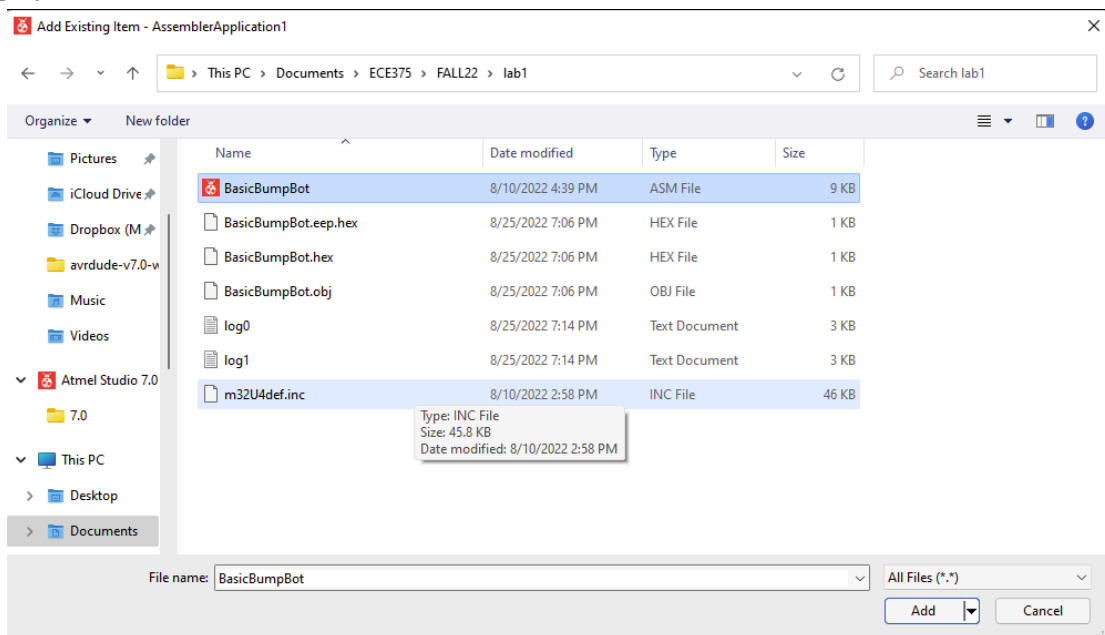 Add Existing Item - AssemblerApplication1
This PC > Documents > ECE375 > FALL22 > lab1
Search lab1
Organize
New folder
Pictures
iCloud Drive
Dropbox (M
avrdude-v7.0-w
Music
Videos
Atmel Studio 7.0
7.0
This PC
Desktop
Documents
Name Date modified Type Size
BasicBumpBot 8/10/2022 4:39 PM ASM File 9 KB
BasicBumpBot.eep.hex 8/25/2022 7:06 PM HEX File 1 KB
BasicBumpBot.hex 8/25/2022 7:06 PM HEX File 1 KB
BasicBumpBot.obj 8/25/2022 7:06 PM OBJ File 1 KB
log0 8/25/2022 7:14 PM Text Document 3 KB
log1 8/25/2022 7:14 PM Text Document 3 KB
m32U4def.inc 8/10/2022 2:58 PM INC File 46 KB
Type: INC File
Size: 45.8 KB
Date modified: 8/10/2022 2:58 PM
File name: BasicBumpBot
All Files (*.*)
Add
Cancel